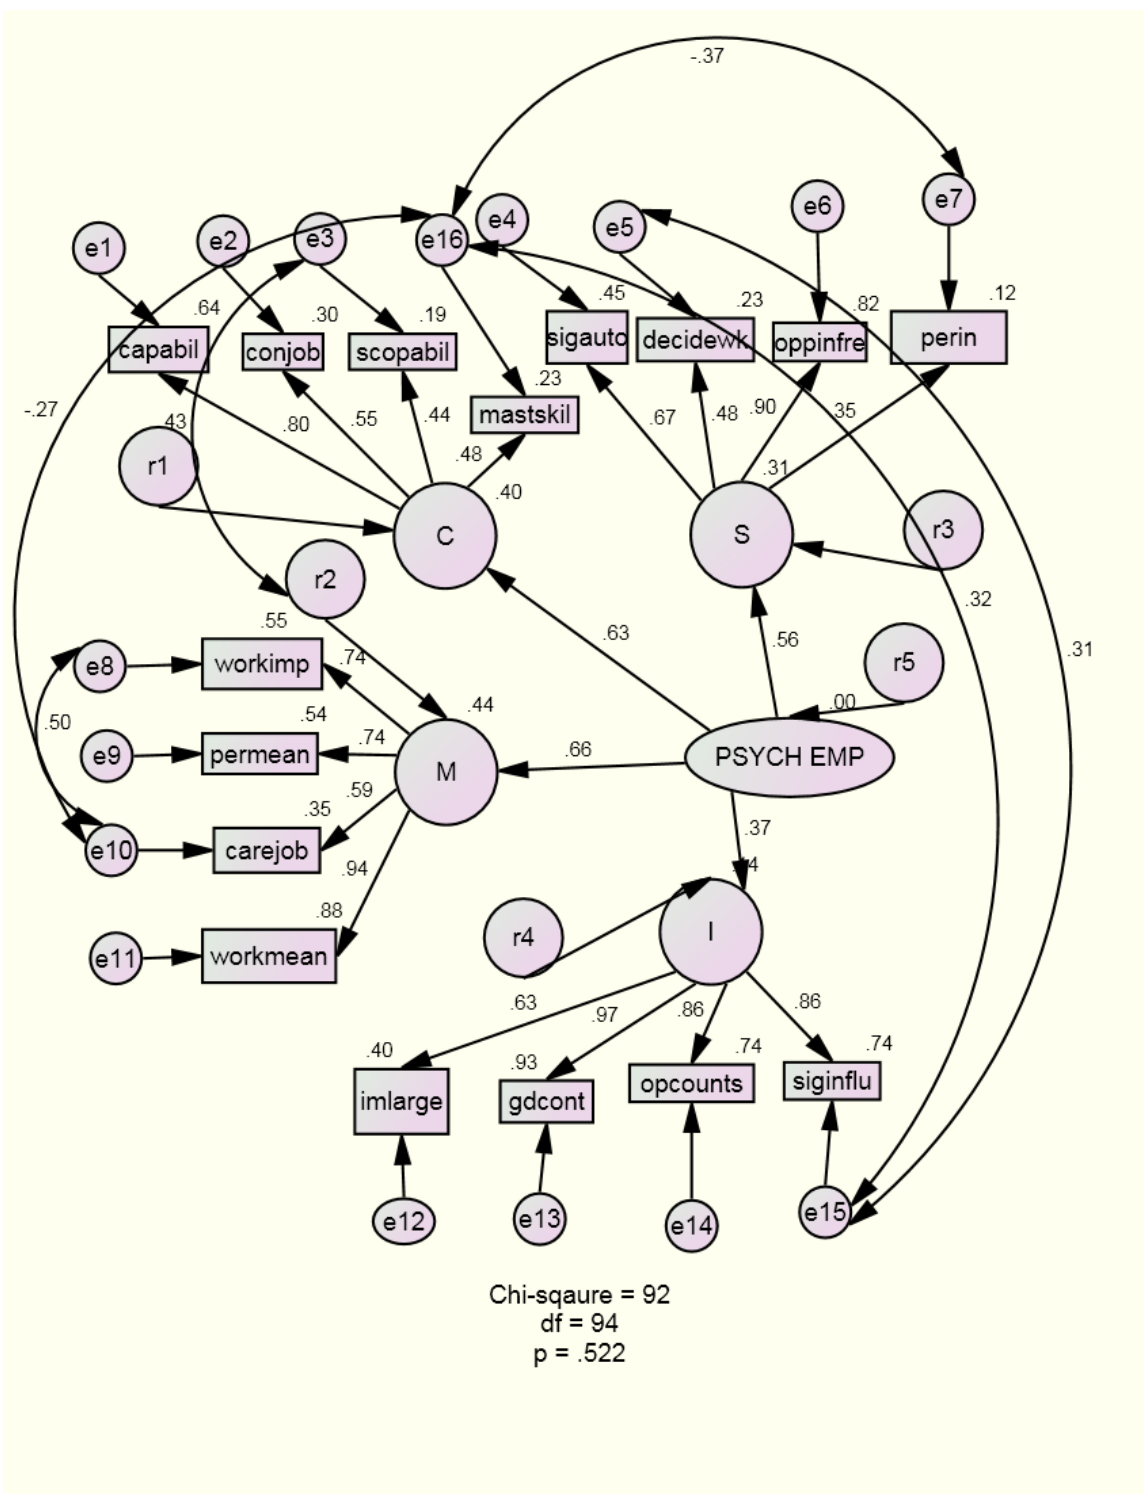 -.37
e1
e2
e3
e16
e4
e5
e6
e7
.64
.30
.19
.45
.23
.82
.12
capabil
conjob
scopabil
sigauto
decidewk
oppinfre
perin
.23
mastskil
-.27
.43
.80
.55
.44
.48
.67
.48
.90
.35
r1
.40
.31
C
S
r3
r2
.32
.55
.63
.56
.31
e8
workimp
.74
r5
.50
.44
.00
.54
e9
permean
.74
M
.66
PSYCH EMP
.59
.35
.37
e10
carejob
.94
.88
r4
I
e11
workmean
.63
.97
.86
.86
.40
.93
.74
.74
imlarge
gdcont
opcounts
siginflu
e12
e13
e14
e15
Chi-sqaure = 92
df = 94
p = .522